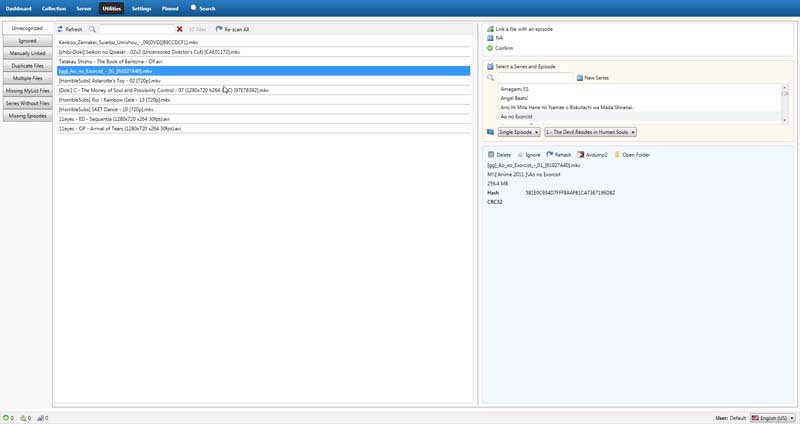 Dashboard Collection Server Utilities Settings Pinned Search
Unrecognized
Ignored
Manually Linked
Duplicate Files
Multiple Files
Missing MyList Files
Series Without Files
Missing Episodes
Refresh 10 Files Re-scan All
Kenkoo_Zenrakei_Suieibu_Umishou_-_09[DVD][89CCDCF1].mkv
[chibi-Doki] Seikon no Qwaser - 02v2 (Uncensored Director's Cut) [CAE01172].mkv
Tatakau Shisho - The Book of Bantorra - OP.avi
[gg]_Ao_no_Exorcist_-_01_[61027A40].mkv
[HorribleSubs] Astarotte's Toy - 02 [720p].mkv
[Doki] C - The Money of Soul and Possibility Control - 07 (1280x720 h264 AAC) [97E7B392].mkv
[HorribleSubs] Rio - Rainbow Gate - 13 [720p].mkv
[HorribleSubs] SKET Dance - 10 [720p].mkv
11eyes - ED - Sequentia (1280x720 x264 30fps).avi
11eyes - OP - Arrival of Tears (1280x720 x264 30fps).avi
Link a file with an episode
NA
Confirm
Select a Series and Episode
New Series
Amagami SS
Angel Beats!
Ano Hi Mita Hana no Namae o Bokutachi wa Mada Shiranai.
Ao no Exorcist
Single Episode 1 - The Devil Resides in Human Souls
Delete Ignore Rehash Avdump2 Open Folder
[gg]_Ao_no_Exorcist_-_01_[61027A40].mkv
M:\[ Anime 2011 ]\Ao no Exorcist
256.4 MB
Hash 581E0C934D7FFF8AAFB1CA7367196D82
CRC32
0 0 0
User: Default English (US)